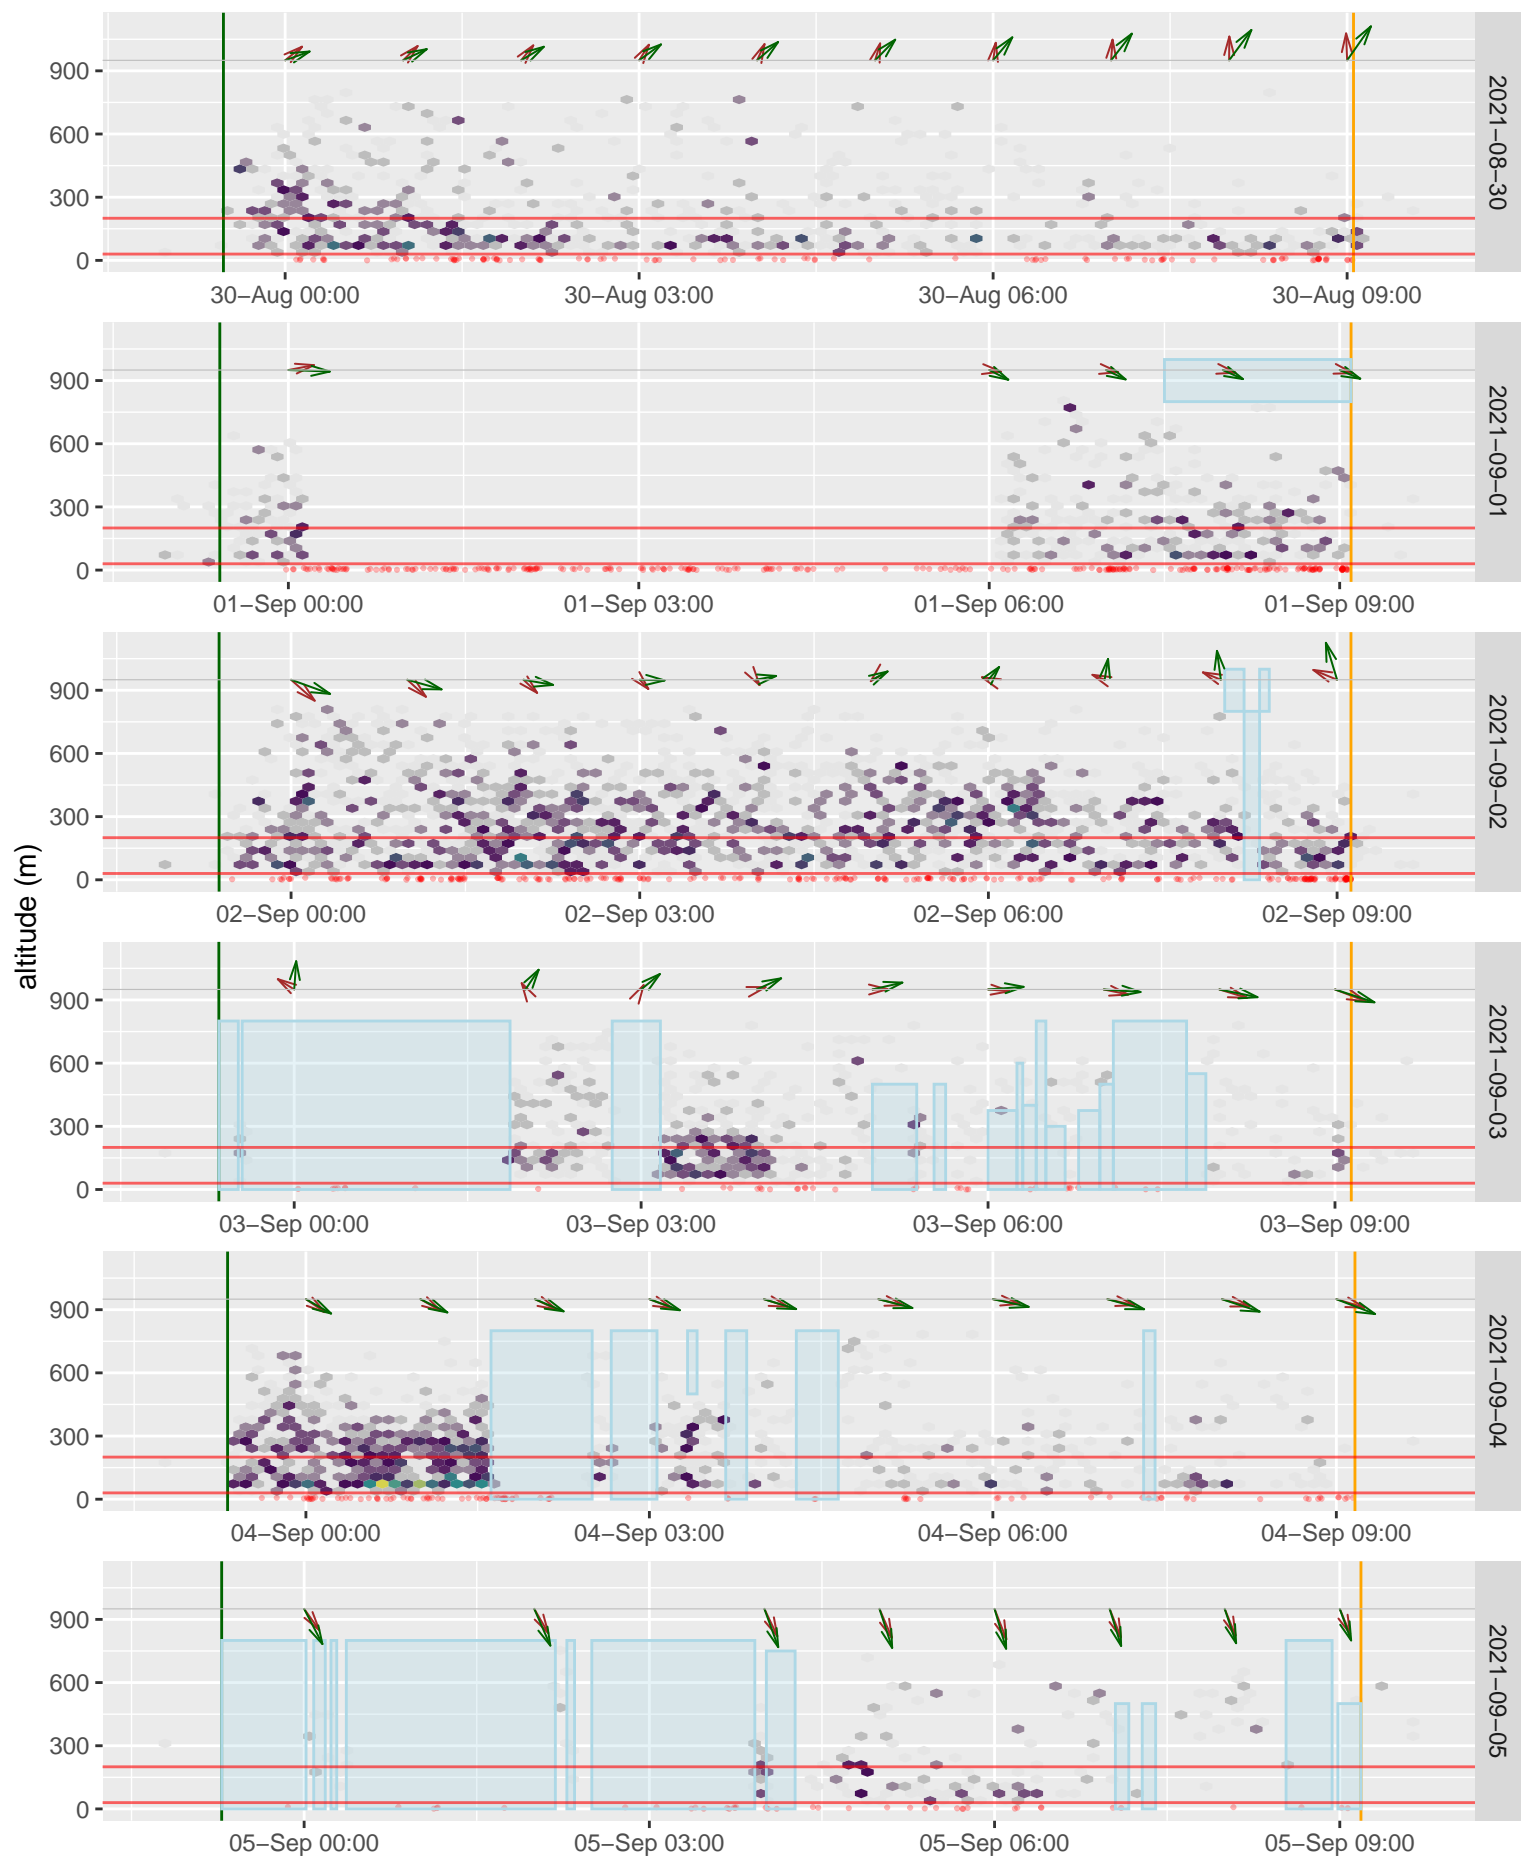 altitude (m)
900
600
300
0
2021−08−30
30−Aug 00:00
30−Aug 03:00
30−Aug 06:00
30−Aug 09:00
900
600
300
0
2021−09−01
01−Sep 00:00
01−Sep 03:00
01−Sep 06:00
01−Sep 09:00
900
600
300
0
2021−09−02
02−Sep 00:00
02−Sep 03:00
02−Sep 06:00
02−Sep 09:00
900
600
300
0
2021−09−03
03−Sep 00:00
03−Sep 03:00
03−Sep 06:00
03−Sep 09:00
900
600
300
0
2021−09−04
04−Sep 00:00
04−Sep 03:00
04−Sep 06:00
04−Sep 09:00
900
600
300
0
2021−09−05
05−Sep 00:00
05−Sep 03:00
05−Sep 06:00
05−Sep 09:00